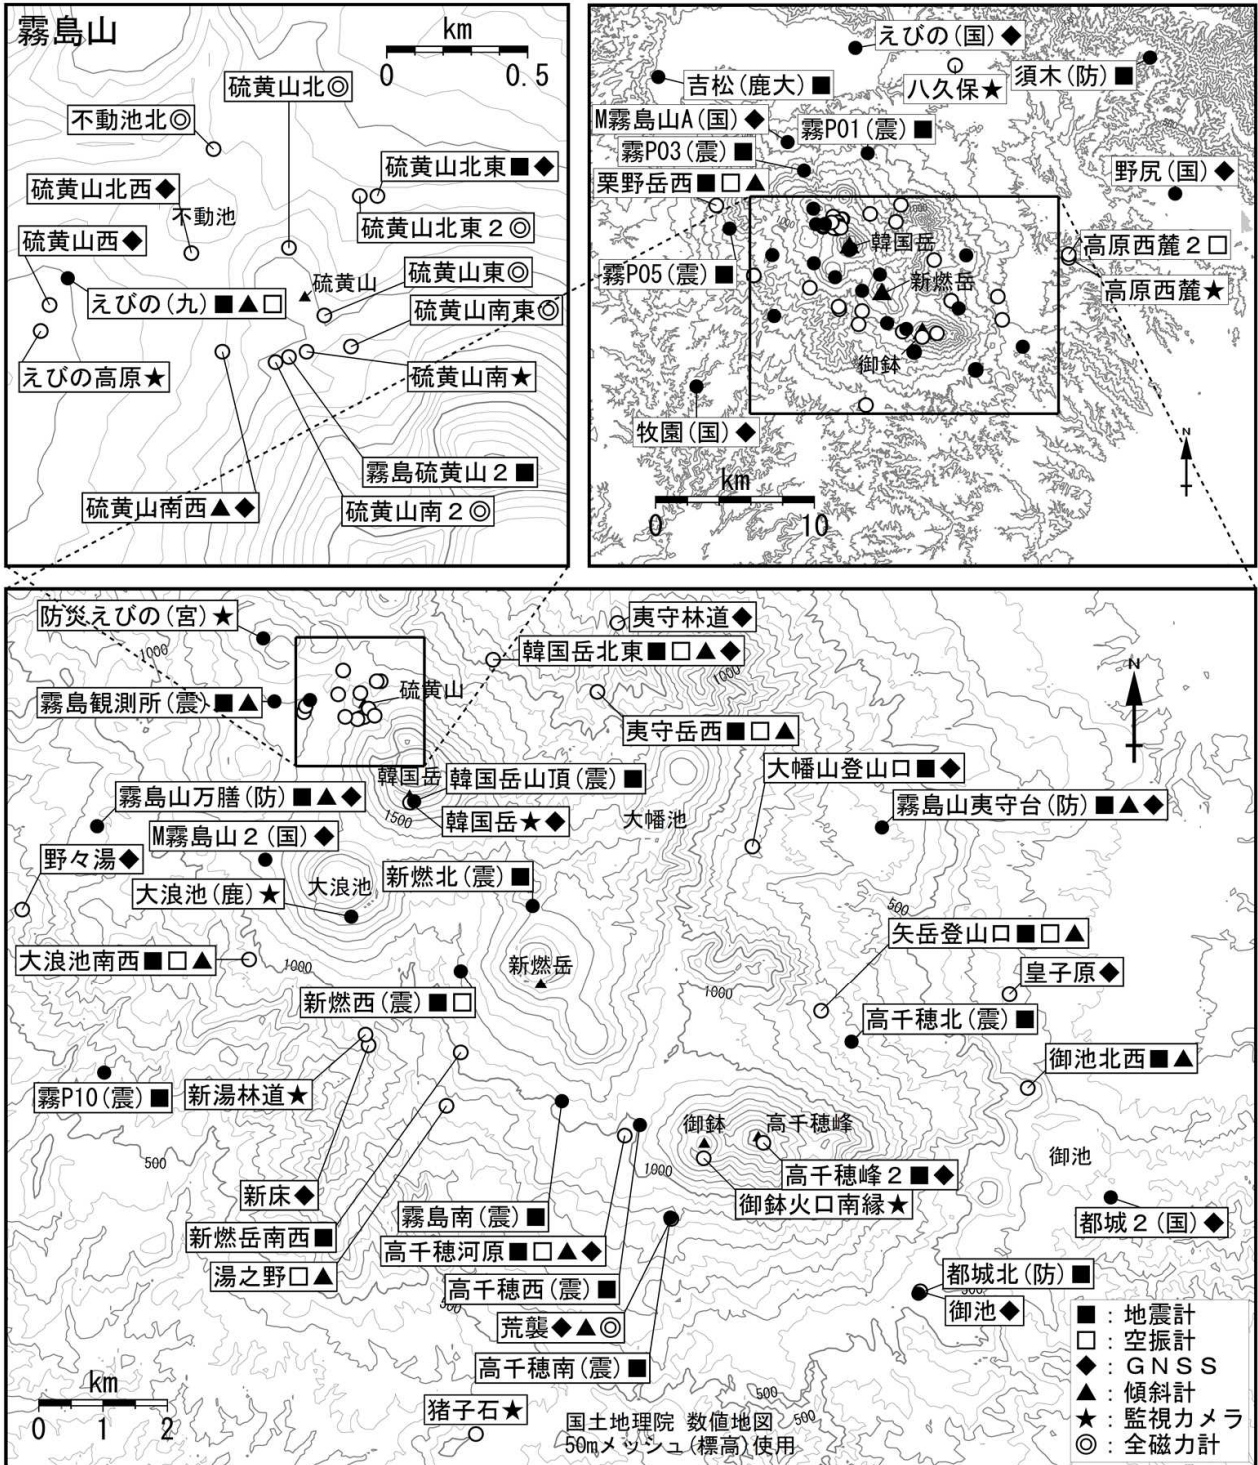 霧島山
km
0 0.5
硫黄山北◎
不動池北◎
硫黄山北東■◆
硫黄山北西◆
不動池
硫黄山北東２◎
硫黄山西◆
硫黄山東◎
硫黄山
えびの(九)■▲□
硫黄山南東◎
えびの高原★
硫黄山南★
霧島硫黄山２■
硫黄山南西▲◆
硫黄山南２◎
えびの(国)◆
吉松(鹿大)■
八久保★
須木(防)■
M霧島山A(国)◆
霧P01(震)■
霧P03(震)■
野尻(国)◆
栗野岳西■□▲
韓国岳
高原西麓２□
霧P05(震)■
新燃岳
高原西麓★
御鉢
牧園(国)◆
N
km
0 10
防災えびの(宮)★
1000
夷守林道◆
韓国岳北東■□▲◆
1000
硫黄山
霧島観測所(震)■▲
夷守岳西■□▲
N
韓国岳
韓国岳山頂(震)■
大幡山登山口■◆
霧島山万膳(防)■▲◆
1500
韓国岳★◆
大幡池
霧島山夷守台(防)■▲◆
M霧島山２(国)◆
野々湯◆
大浪池
新燃北(震)■
大浪池(鹿)★
500
矢岳登山口■□▲
大浪池南西■□▲
1000
新燃岳
皇子原◆
新燃西(震)■□
1000
高千穂北(震)■
御池北西■▲
霧P10(震)■
新湯林道★
御鉢
高千穂峰
500
1000
御池
新床◆
高千穂峰２■◆
御鉢火口南縁★
霧島南(震)■
都城２(国)◆
新燃岳南西■
高千穂河原■□▲◆
湯之野□▲
高千穂西(震)■
都城北(防)■
500
500
荒襲◆▲◎
御池◆
高千穂南(震)■
km
0 1 2
500
500
猪子石★
国土地理院 数値地図
50mメッシュ(標高)使用
■：地震計
□：空振計
◆：GNSS
▲：傾斜計
★：監視カメラ
◎：全磁力計